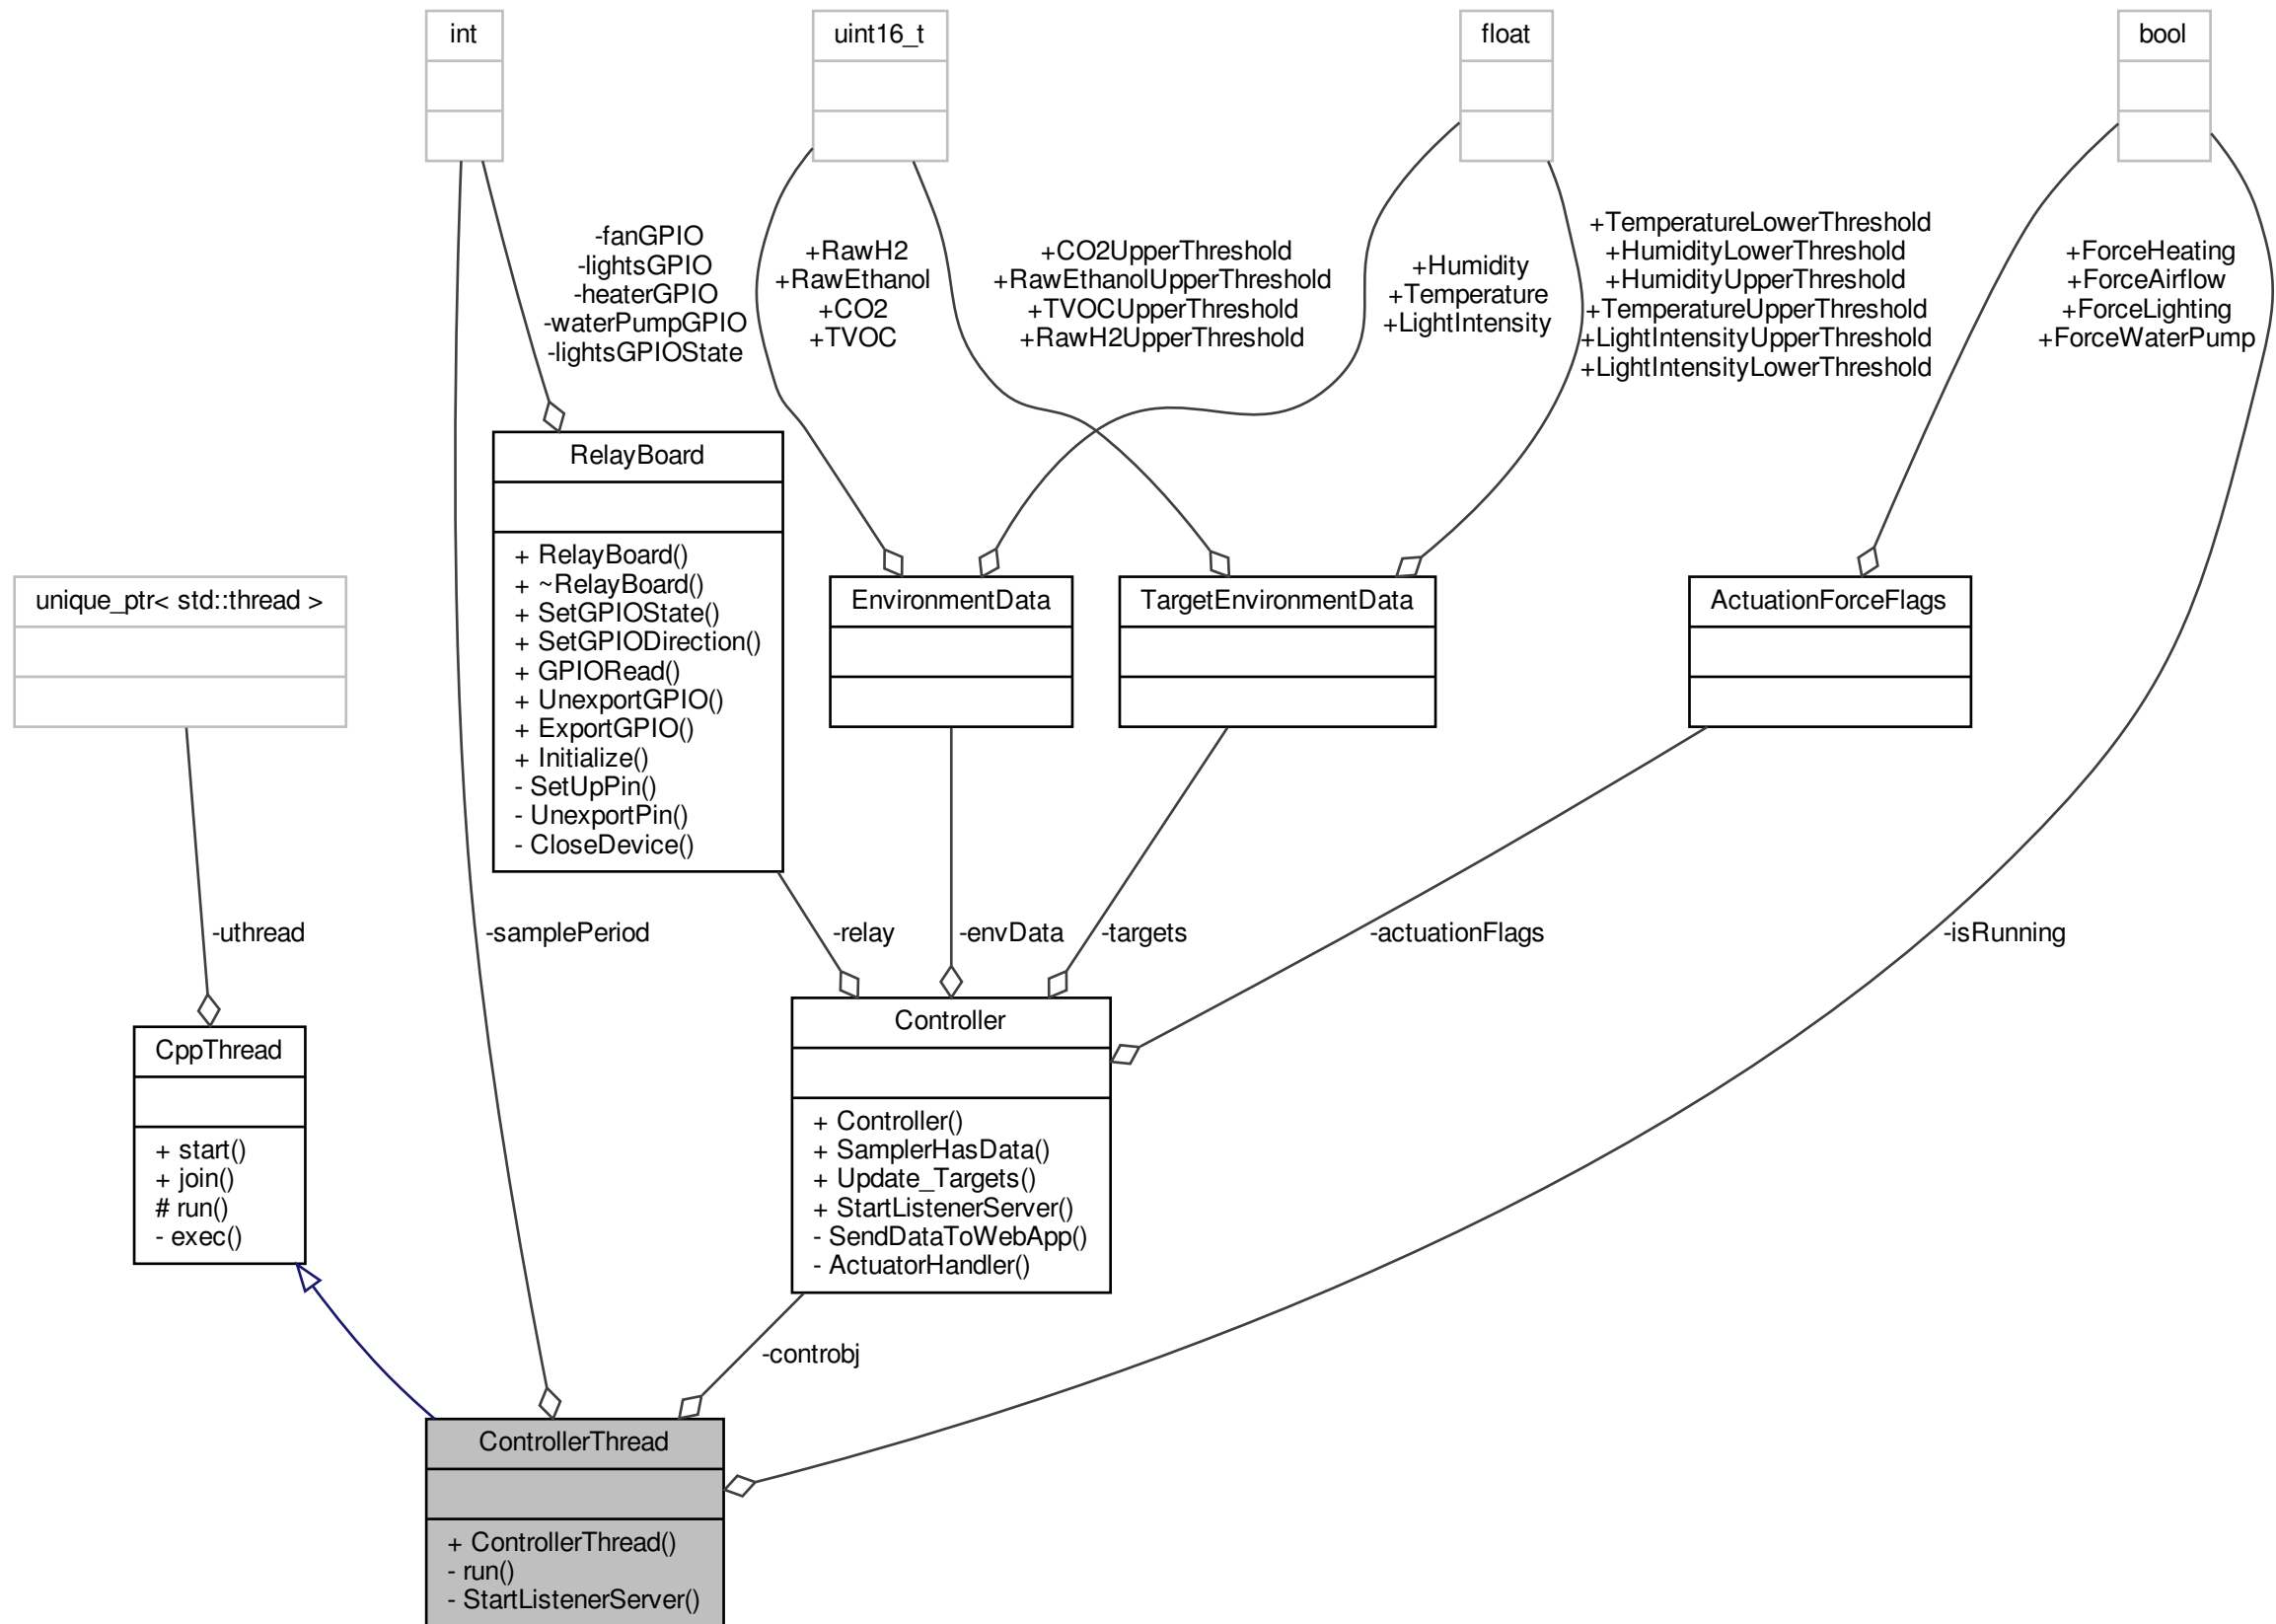 int
uint16_t
float
bool
-fanGPIO
-lightsGPIO
-heaterGPIO
-waterPumpGPIO
-lightsGPIOState
+RawH2
+RawEthanol
+CO2
+TVOC
+CO2UpperThreshold
+RawEthanolUpperThreshold
+TVOCUpperThreshold
+RawH2UpperThreshold
+Humidity
+Temperature
+LightIntensity
+TemperatureLowerThreshold
+HumidityLowerThreshold
+HumidityUpperThreshold
+TemperatureUpperThreshold
+LightIntensityUpperThreshold
+LightIntensityLowerThreshold
+ForceHeating
+ForceAirflow
+ForceLighting
+ForceWaterPump
RelayBoard
+ RelayBoard()
+ ~RelayBoard()
+ SetGPIOState()
+ SetGPIODirection()
+ GPIORead()
+ UnexportGPIO()
+ ExportGPIO()
+ Initialize()
- SetUpPin()
- UnexportPin()
- CloseDevice()
unique_ptr< std::thread >
EnvironmentData
TargetEnvironmentData
ActuationForceFlags
-uthread
-samplePeriod
-relay
-envData
-targets
-actuationFlags
-isRunning
CppThread
+ start()
+ join()
# run()
- exec()
Controller
+ Controller()
+ SamplerHasData()
+ Update_Targets()
+ StartListenerServer()
- SendDataToWebApp()
- ActuatorHandler()
-controbj
ControllerThread
+ ControllerThread()
- run()
- StartListenerServer()